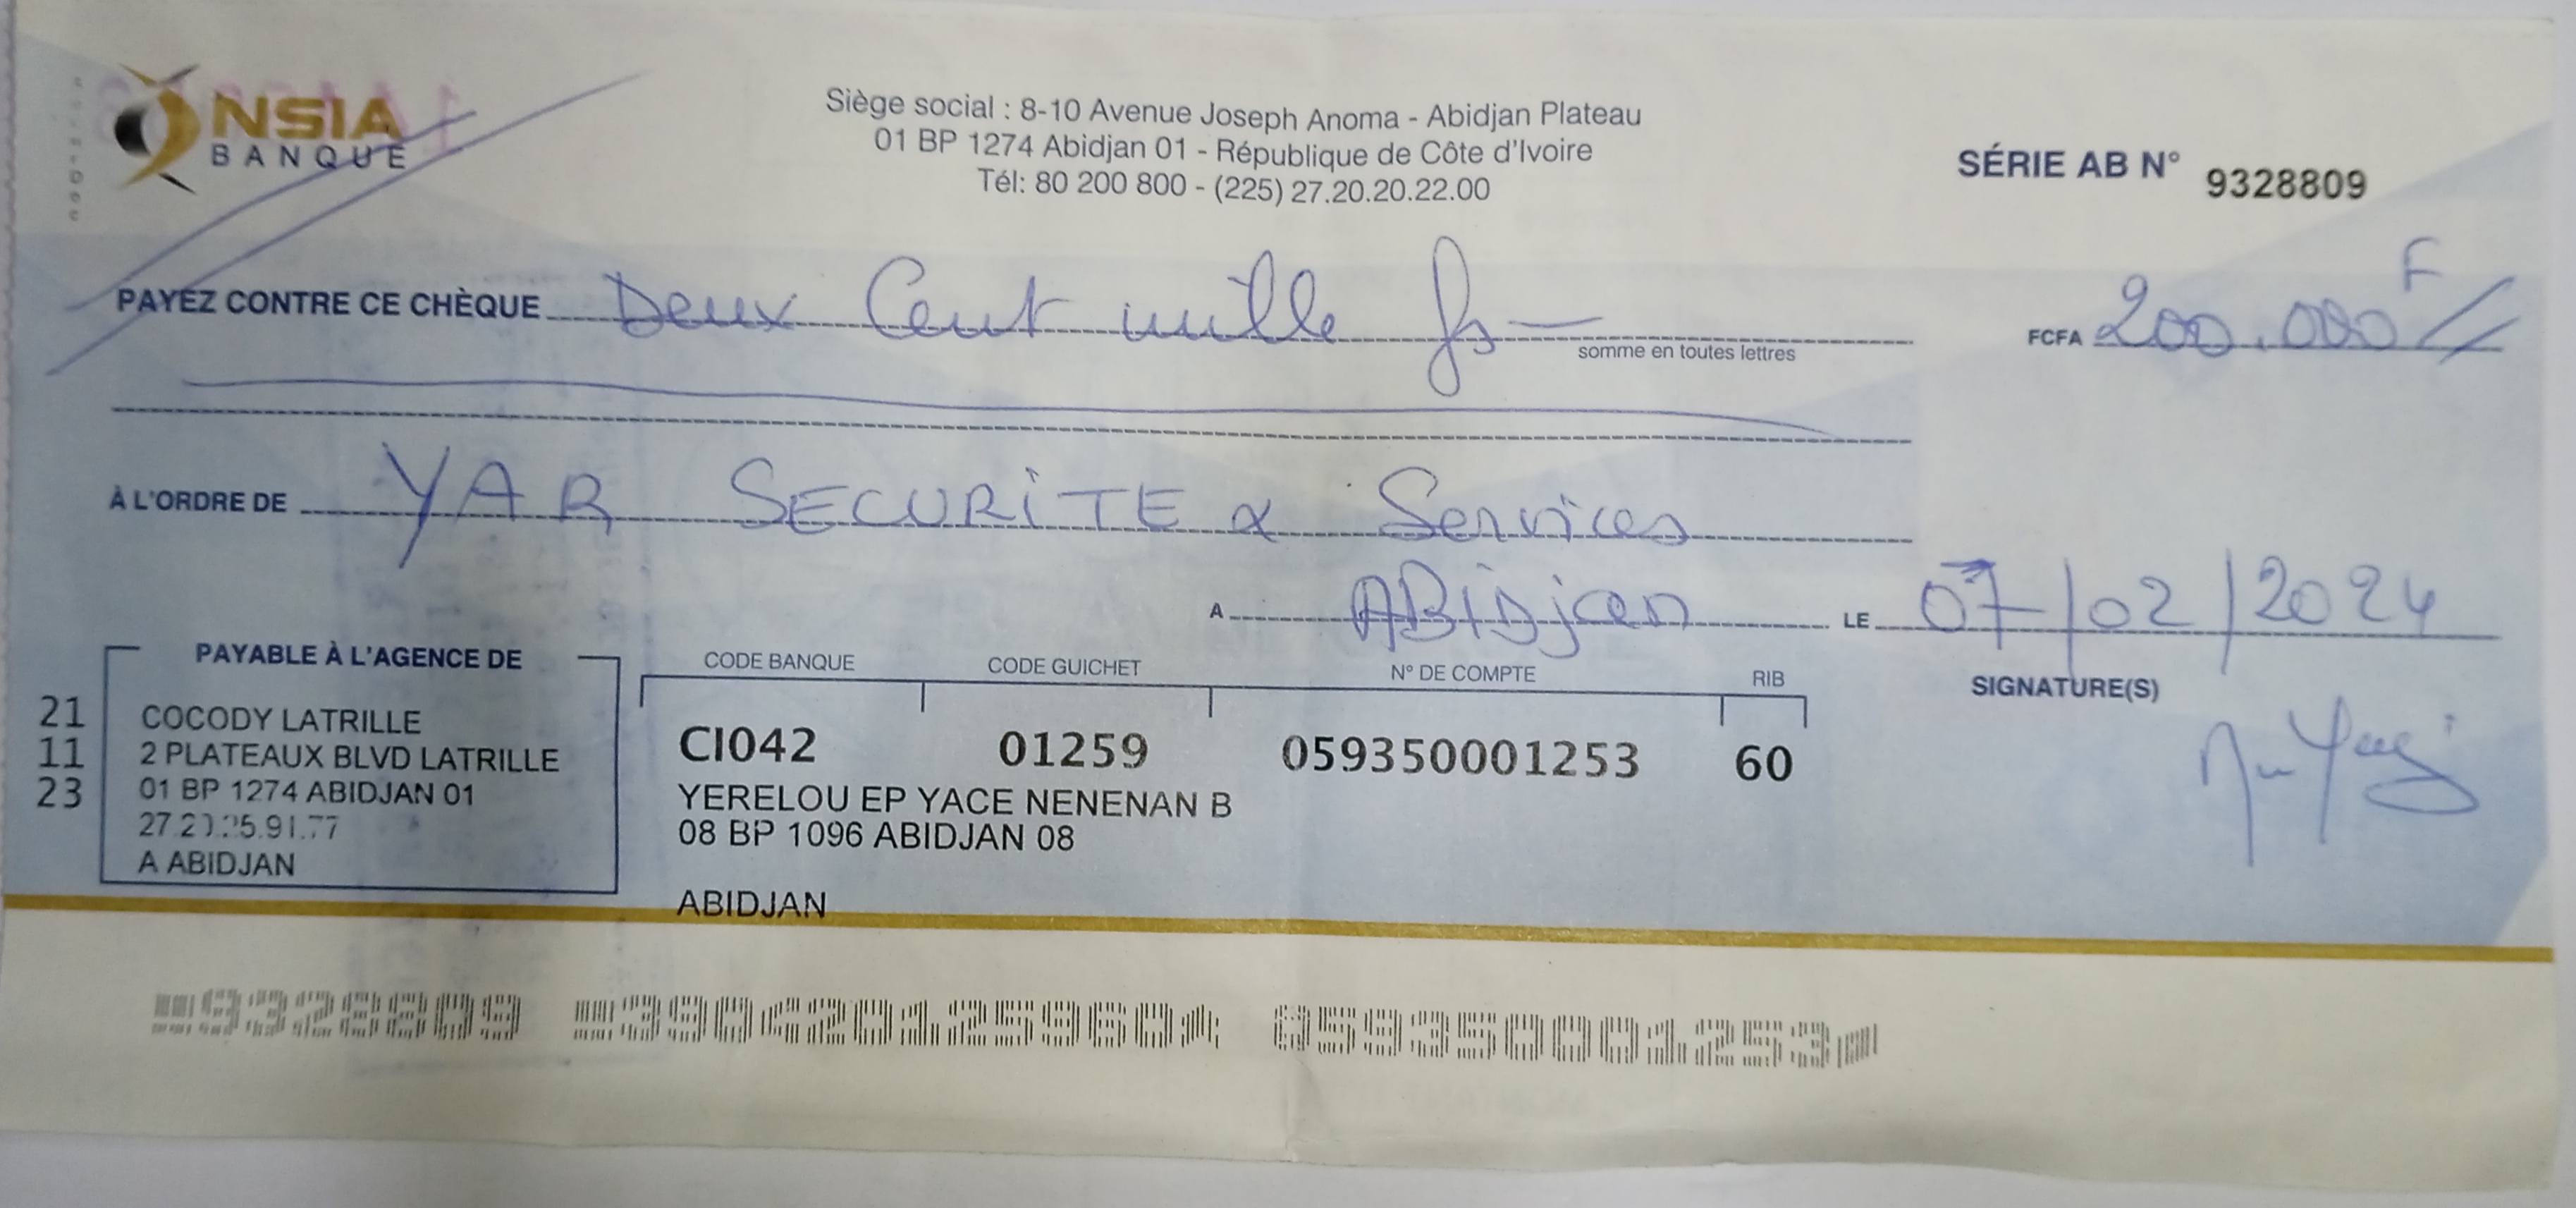 NSIA
BANQUE
Siège social : 8-10 Avenue Joseph Anoma - Abidjan Plateau
01 BP 1274 Abidjan 01 - République de Côte d'Ivoire
Tél: 80 200 800 - (225) 27.20.20.22.00
SÉRIE AB N° 9328809
PAYEZ CONTRE CE CHÈQUE Deux Cent mille frs
somme en toutes lettres
FCFA 200.000 F
À L'ORDRE DE YAR SECURITE & Services
A ABIDjan LE 07/02/2024
PAYABLE À L'AGENCE DE
21
11
23
COCODY LATRILLE
2 PLATEAUX BLVD LATRILLE
01 BP 1274 ABIDJAN 01
A ABIDJAN
CODE BANQUE CODE GUICHET N° DE COMPTE RIB
CI042 01259 059350001253 60
YERELOU EP YACE NENENAN B
08 BP 1096 ABIDJAN 08
ABIDJAN
SIGNATURE(S)
9328809 390420125960 059350001253